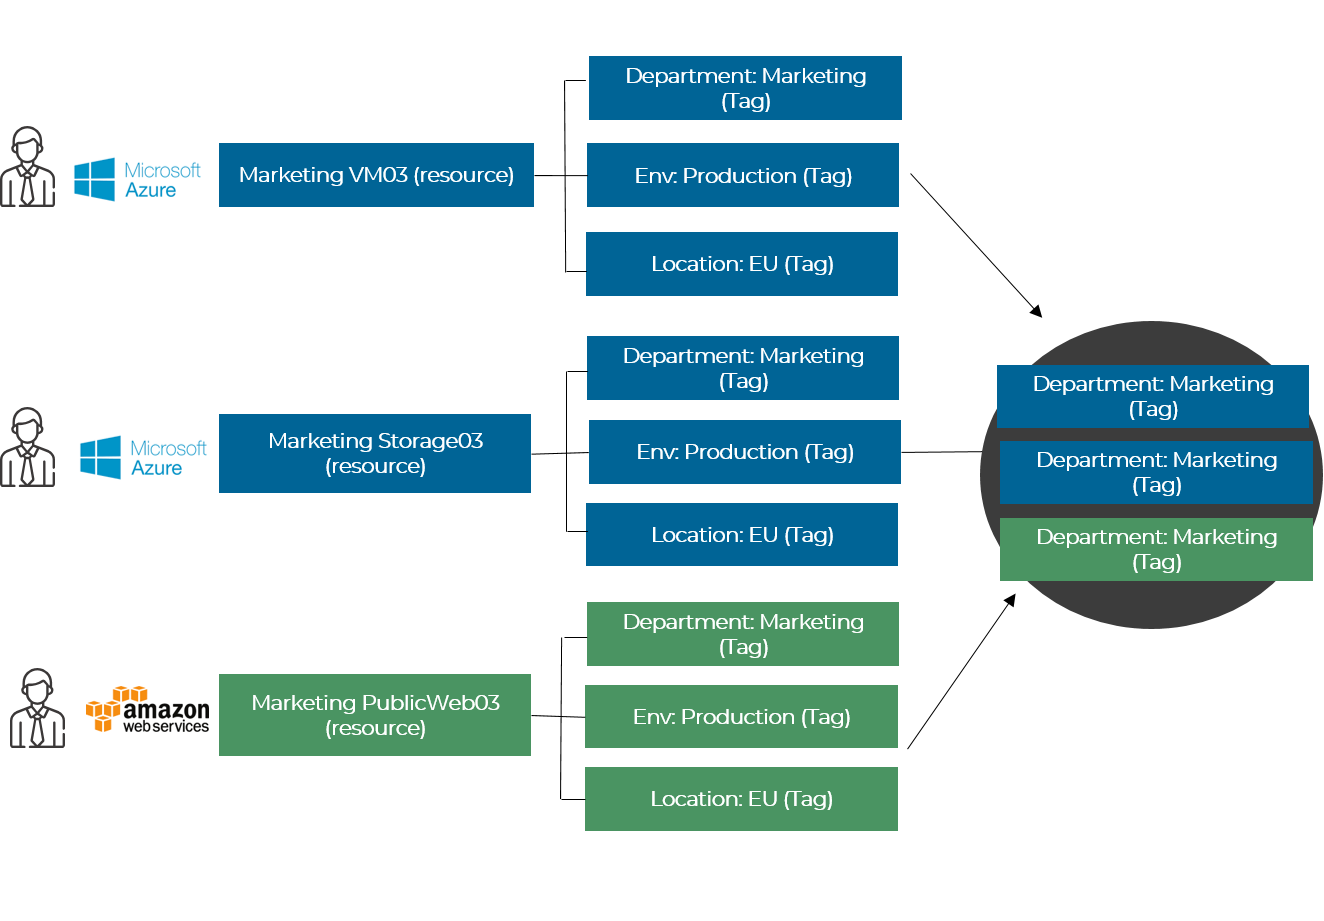 Microsoft
Azure
Marketing VM03 (resource)
Department: Marketing
(Tag)
Env: Production (Tag)
Location: EU (Tag)
Microsoft
Azure
Marketing Storage03
(resource)
Department: Marketing
(Tag)
Env: Production (Tag)
Location: EU (Tag)
amazon
web services
Marketing PublicWeb03
(resource)
Department: Marketing
(Tag)
Env: Production (Tag)
Location: EU (Tag)
Department: Marketing
(Tag)
Department: Marketing
(Tag)
Department: Marketing
(Tag)